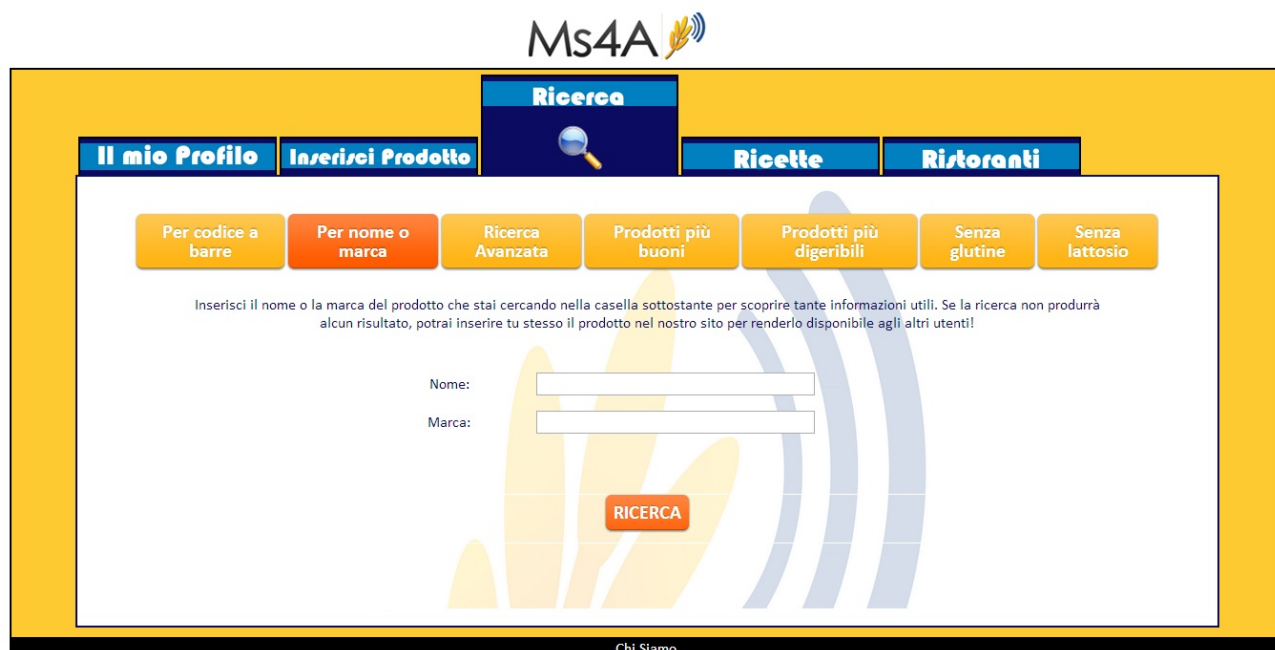 Ms4A
Ricerca
Il mio Profilo
Inserisci Prodotto
Ricette
Ristoranti
Per codice a
barre
Per nome o
marca
Ricerca
Avanzata
Prodotti più
buoni
Prodotti più
digeribili
Senza
glutine
Senza
lattosio
Inserisci il nome o la marca del prodotto che stai cercando nella casella sottostante per scoprire tante informazioni utili. Se la ricerca non produrrà
alcun risultato, potrai inserire tu stesso il prodotto nel nostro sito per renderlo disponibile agli altri utenti!
Nome:
Marca:
RICERCA
Chi Siamo